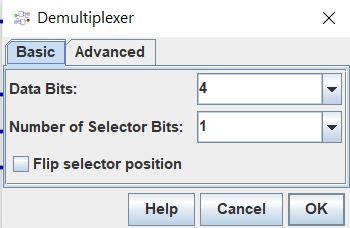 Demultiplexer
Basic Advanced
Data Bits: 4
Number of Selector Bits: 1
Flip selector position
Help Cancel OK